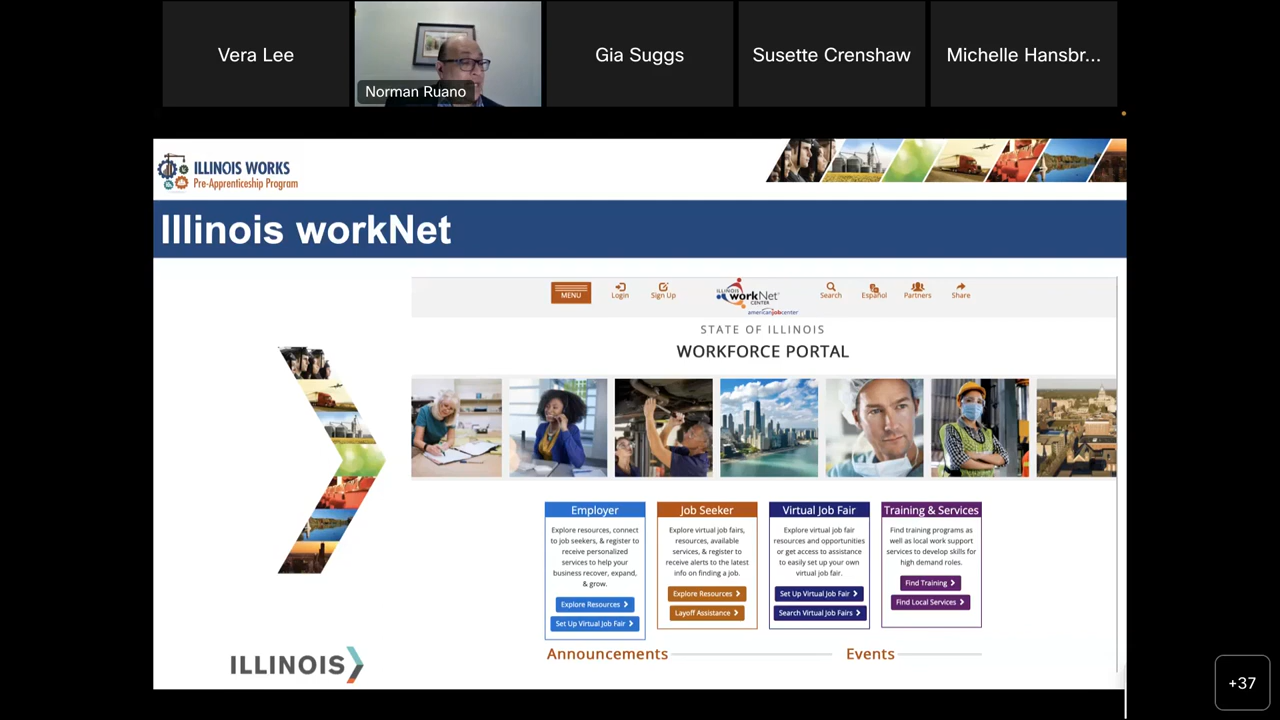 Vera Lee
Norman Ruano
Gia Suggs
Susette Crenshaw
Michelle Hansbr...
ILLINOIS WORKS
Pre-Apprenticeship Program
Illinois workNet
MENU
Login
Sign Up
ILLINOIS
workNet
CENTER
americanjobcenter
Search
Español
Partners
Share
STATE OF ILLINOIS
WORKFORCE PORTAL
Employer
Explore resources, connect
to job seekers, & register to
receive personalized
services to help your
business recover, expand,
& grow.
Explore Resources
Set Up Virtual Job Fair
Job Seeker
Explore virtual job fairs,
resources, available
services, & register to
receive alerts to the latest
info on finding a job.
Explore Resources
Layoff Assistance
Virtual Job Fair
Explore virtual job fair
resources and opportunities
or get access to assistance
to easily set up your own
virtual job fair.
Set Up Virtual Job Fair
Search Virtual Job Fairs
Training & Services
Find training programs as
well as local work support
services to develop skills for
high demand roles.
Find Training
Find Local Services
Announcements
Events
ILLINOIS
+37